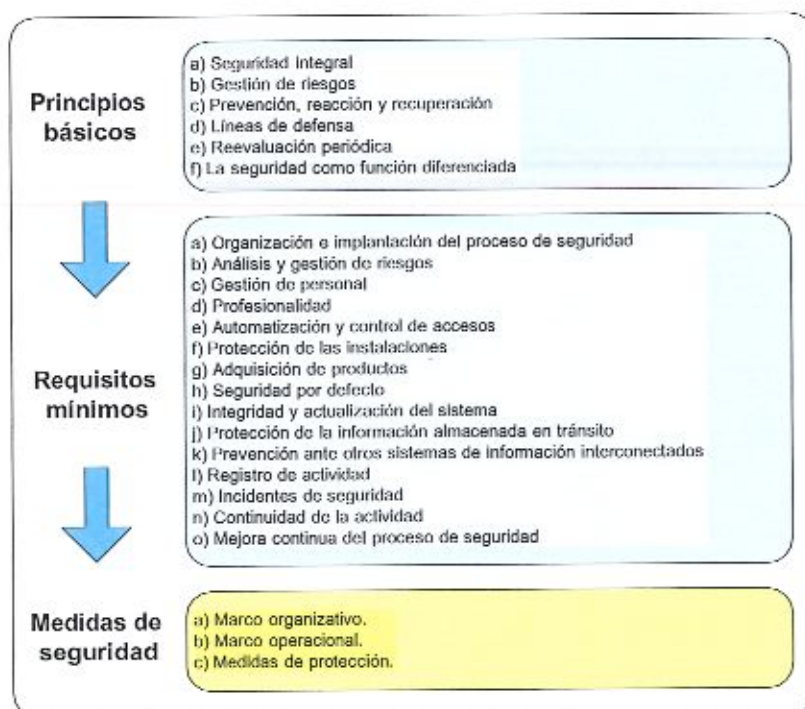 Principios básicos
a) Seguridad integral
b) Gestión de riesgos
c) Prevención, reacción y recuperación
d) Líneas de defensa
e) Reevaluación periódica
f) La seguridad como función diferenciada
Requisitos mínimos
a) Organización e implantación del proceso de seguridad
b) Análisis y gestión de riesgos
c) Gestión de personal
d) Profesionalidad
e) Automatización y control de accesos
f) Protección de las instalaciones
g) Adquisición de productos
h) Seguridad por defecto
i) Integridad y actualización del sistema
j) Protección de la información almacenada en tránsito
k) Prevención ante otros sistemas de información interconectados
l) Registro de actividad
m) Incidentes de seguridad
n) Continuidad de la actividad
o) Mejora continua del proceso de seguridad
Medidas de seguridad
a) Marco organizativo.
b) Marco operacional.
c) Medidas de protección.